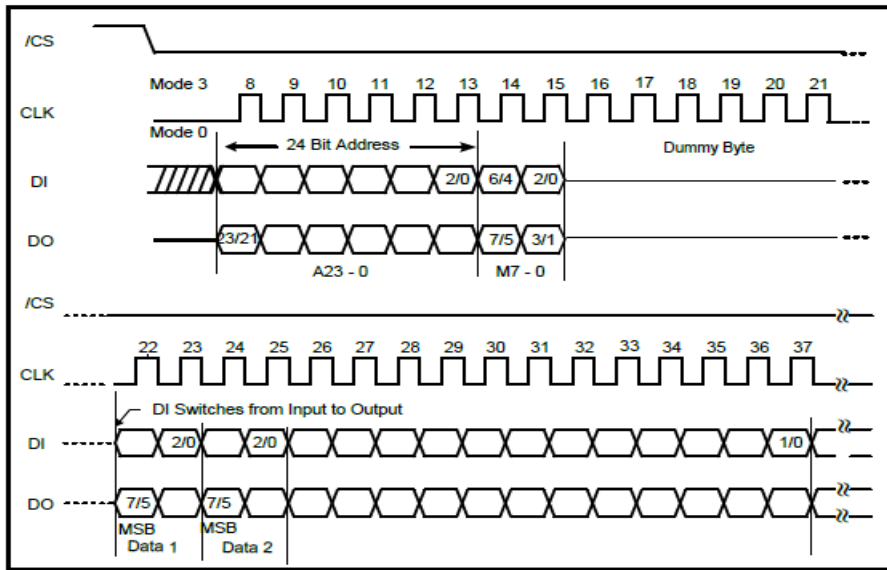 /CS
Mode 3 8 9 10 11 12 13 14 15 16 17 18 19 20 21
CLK
Mode 0
24 Bit Address Dummy Byte
DI 2/0 6/4 2/0
DO 23/21 7/5 3/1
A23 - 0 M7 - 0
/CS
22 23 24 25 26 27 28 29 30 31 32 33 34 35 36 37
CLK
DI Switches from Input to Output
DI 2/0 2/0 1/0
DO 7/5 7/5
MSB MSB
Data 1 Data 2